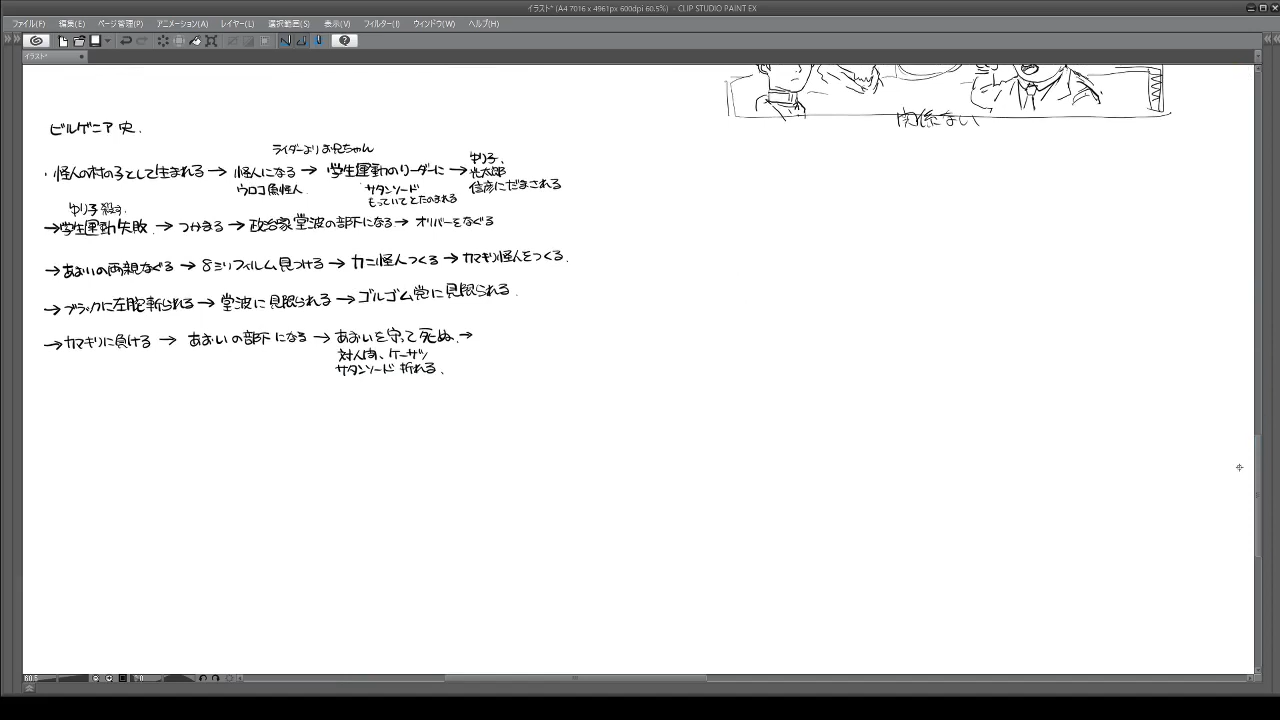 イラスト* (A4 7016 x 4961px 600dpi 60.5%) - CLIP STUDIO PAINT EX
ファイル(F) 編集(E) ページ管理(P) アニメーション(A) レイヤー(L) 選択範囲(S) 表示(V) フィルター(I) ウィンドウ(W) ヘルプ(H)
イラスト*
関係ない
ビルゲニア史.
ライダーよりお兄ちゃん
・怪人の村の子として生まれる→怪人になる→学生運動のリーダーに→ゆり子、光太郎 信彦にだまされる
ウロコ魚怪人
サタンソード
もっていてとたのまれる
ゆり子殺す.
→学生運動失敗.→つかまる→政治家堂波の部下になる→オリバーをなぐる
→あおいの両親なぐる→8ミリフィルム見つける→カニ怪人つくる→カマキリ怪人をつくる.
→ブラックに左腕斬られる→堂波に見限られる→ゴルゴム党に見限られる.
→カマキリに負ける→あおいの部下になる→あおいを守って死ぬ.→
対人間、ケーサツ
サタンソード折れる.
60.5